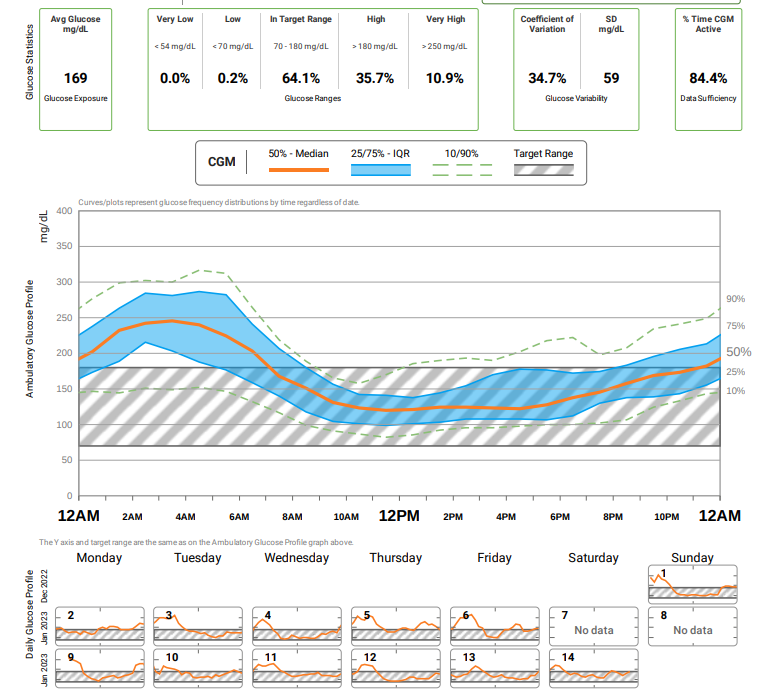 Glucose Statistics
Avg Glucose
mg/dL
169
Glucose Exposure
Very Low
< 54 mg/dL
0.0%
Low
< 70 mg/dL
0.2%
In Target Range
70 - 180 mg/dL
64.1%
High
> 180 mg/dL
35.7%
Very High
> 250 mg/dL
10.9%
Glucose Ranges
Coefficient of
Variation
34.7%
SD
mg/dL
59
Glucose Variability
% Time CGM
Active
84.4%
Data Sufficiency
CGM
50% - Median
25/75% - IQR
10/90%
Target Range
Curves/plots represent glucose frequency distributions by time regardless of date.
Ambulatory Glucose Profile
mg/dL
400
350
300
250
200
150
100
50
0
90%
75%
50%
25%
10%
12AM 2AM 4AM 6AM 8AM 10AM 12PM 2PM 4PM 6PM 8PM 10PM 12AM
The Y axis and target range are the same as on the Ambulatory Glucose Profile graph above.
Daily Glucose Profile
Monday Tuesday Wednesday Thursday Friday Saturday Sunday
Dec 2022
1
Jan 2023
2 3 4 5 6 7 8
No data No data
Jan 2023
9 10 11 12 13 14